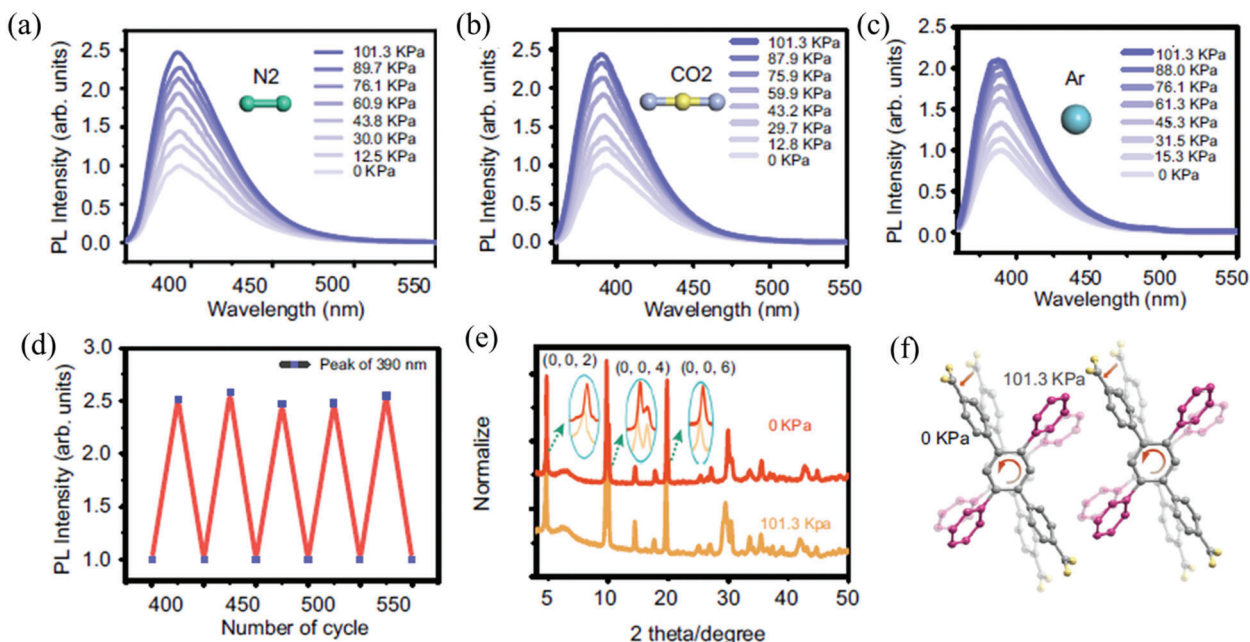 (a)
PL Intensity (arb. units)
2.5
2.0
1.5
1.0
0.5
0.0
N2
101.3 KPa
89.7 KPa
76.1 KPa
60.9 KPa
43.8 KPa
30.0 KPa
12.5 KPa
0 KPa
400 450 500 550
Wavelength (nm)
(b)
PL Intensity (arb. units)
2.5
2.0
1.5
1.0
0.5
0.0
CO2
101.3 KPa
87.9 KPa
75.9 KPa
59.9 KPa
43.2 KPa
29.7 KPa
12.8 KPa
0 KPa
400 450 500 550
Wavelength (nm)
(c)
PL Intensity (arb. units)
2.5
2.0
1.5
1.0
0.5
0.0
Ar
101.3 KPa
88.0 KPa
76.1 KPa
61.3 KPa
45.3 KPa
31.5 KPa
15.3 KPa
0 KPa
400 450 500 550
Wavelength (nm)
(d)
PL Intensity (arb. units)
3.0
2.5
2.0
1.5
1.0
Peak of 390 nm
400 450 500 550
Number of cycle
(e)
Normalize
(0, 0, 2) (0, 0, 4) (0, 0, 6)
0 KPa
101.3 Kpa
5 10 20 30 40 50
2 theta/degree
(f)
101.3 KPa
0 KPa